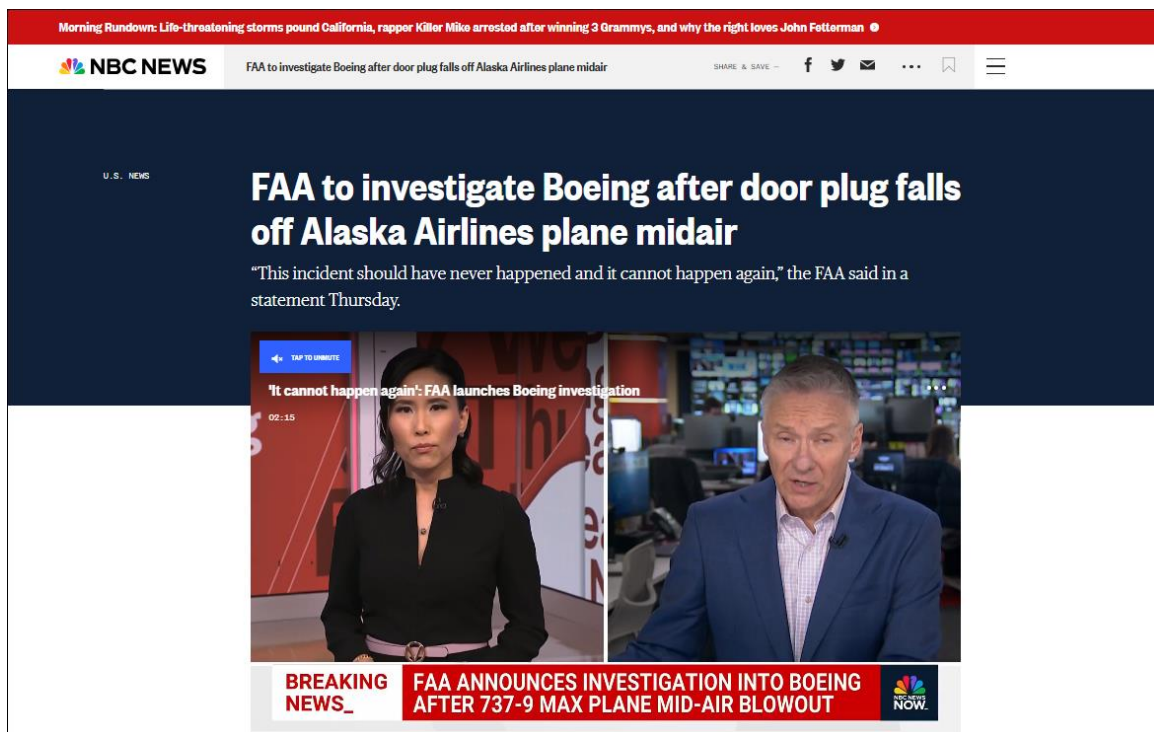 Morning Rundown: Life-threatening storms pound California, rapper Killer Mike arrested after winning 3 Grammys, and why the right loves John Fetterman
NBC NEWS
FAA to investigate Boeing after door plug falls off Alaska Airlines plane midair
SHARE & SAVE —
U.S. NEWS
FAA to investigate Boeing after door plug falls
off Alaska Airlines plane midair
“This incident should have never happened and it cannot happen again,” the FAA said in a
statement Thursday.
TAP TO UNMUTE
'It cannot happen again': FAA launches Boeing investigation
02:15
BREAKING
NEWS_
FAA ANNOUNCES INVESTIGATION INTO BOEING
AFTER 737-9 MAX PLANE MID-AIR BLOWOUT
NBC NEWS
NOW_